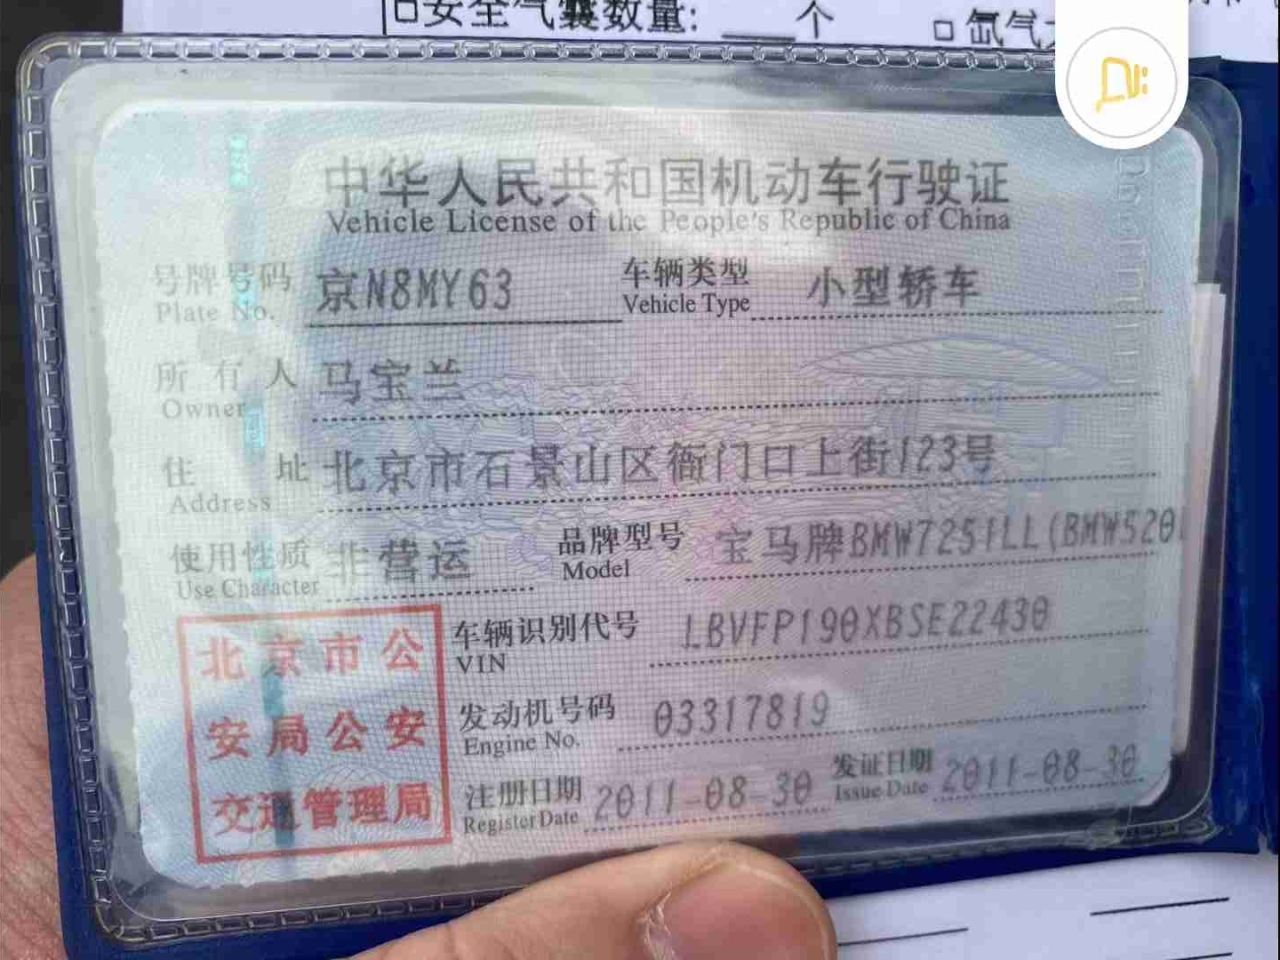 □安全气囊数量: ___个 □ 氙气
中华人民共和国机动车行驶证
Vehicle License of the People's Republic of China
号牌号码 京N8MY63 车辆类型 小型轿车
Plate No. Vehicle Type
所有人 马宝兰
Owner
住址 北京市石景山区衙门口上街123号
Address
使用性质 非营运 品牌型号 宝马牌BMW7251LL(BMW520
Use Character Model
车辆识别代号 LBVFP190XBSE22430
VIN
发动机号码 03317819
Engine No.
注册日期 2011-08-30 发证日期 2011-08-30
Register Date Issue Date
北京市公
安局公安
交通管理局